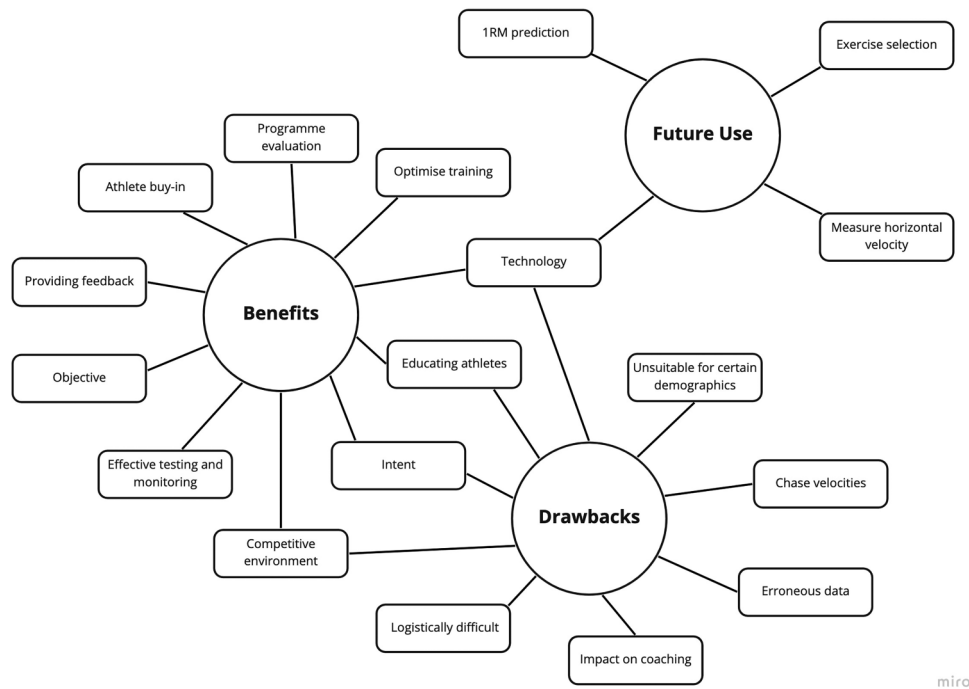 1RM prediction
Exercise selection
Future Use
Programme
evaluation
Optimise training
Athlete buy-in
Measure horizontal
velocity
Technology
Providing feedback
Benefits
Educating athletes
Unsuitable for certain
demographics
Objective
Effective testing and
monitoring
Intent
Chase velocities
Drawbacks
Competitive
environment
Erroneous data
Logistically difficult
Impact on coaching
miro